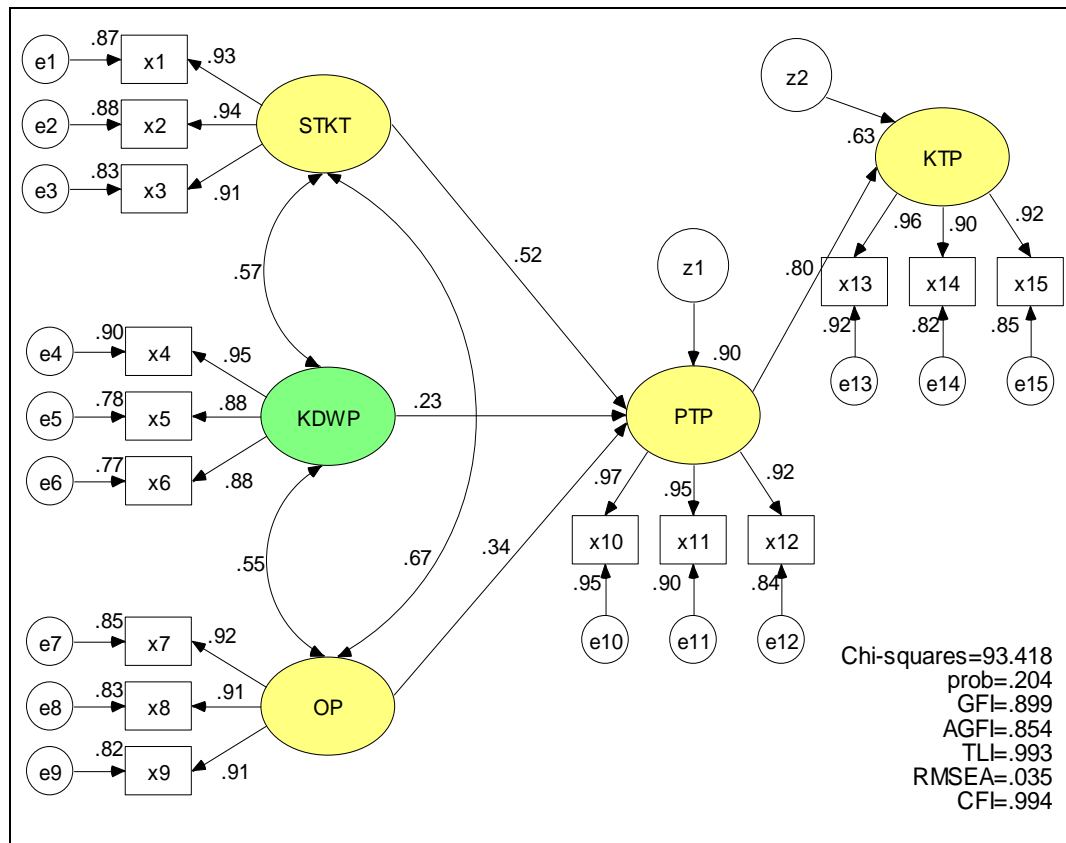 .87
e1
x1
.93
.88
e2
x2
.94
STKT
.83
e3
x3
.91
z2
.63
KTP
.96
.90
.92
x13
x14
x15
.92
.82
.85
e13
e14
e15
.57
.52
.80
z1
.90
.90
e4
x4
.95
.78
e5
x5
.88
KDWP
.23
PTP
.77
e6
x6
.88
.97
.95
.92
x10
x11
x12
.95
.90
.84
e10
e11
e12
.55
.67
.34
.85
e7
x7
.92
.83
e8
x8
.91
OP
.82
e9
x9
.91
Chi-squares=93.418
prob=.204
GFI=.899
AGFI=.854
TLI=.993
RMSEA=.035
CFI=.994